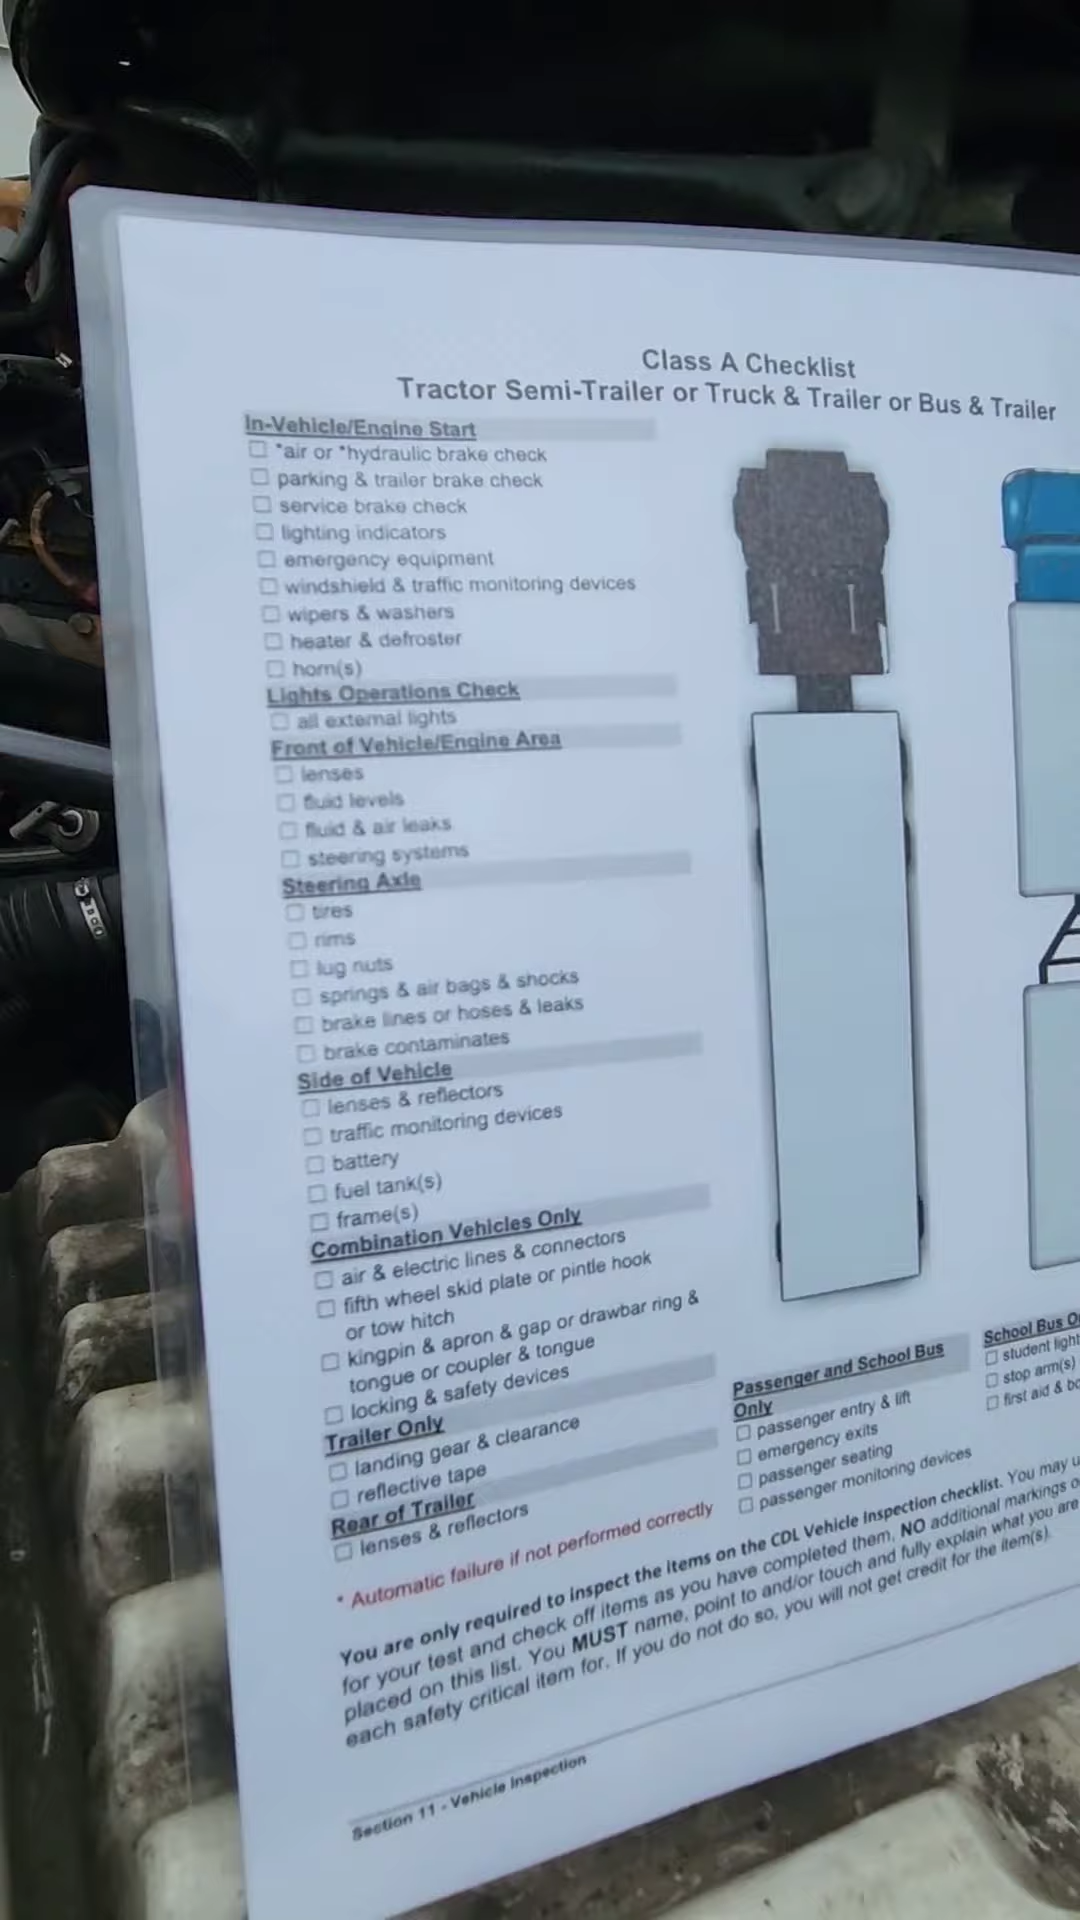 Class A Checklist
Tractor Semi-Trailer or Truck & Trailer or Bus & Trailer
In-Vehicle/Engine Start
*air or *hydraulic brake check
parking & trailer brake check
service brake check
lighting indicators
emergency equipment
windshield & traffic monitoring devices
wipers & washers
heater & defroster
horn(s)
Lights Operations Check
all external lights
Front of Vehicle/Engine Area
lenses
fluid levels
fluid & air leaks
steering systems
Steering Axle
tires
rims
lug nuts
springs & air bags & shocks
brake lines or hoses & leaks
brake contaminates
Side of Vehicle
lenses & reflectors
traffic monitoring devices
battery
fuel tank(s)
frame(s)
Combination Vehicles Only
air & electric lines & connectors
fifth wheel skid plate or pintle hook
or tow hitch
kingpin & apron & gap or drawbar ring &
tongue or coupler & tongue
locking & safety devices
Trailer Only
landing gear & clearance
reflective tape
Rear of Trailer
lenses & reflectors
Passenger and School Bus
Only
passenger entry & lift
emergency exits
passenger seating
passenger monitoring devices
School Bus
student light
stop arm(s)
first aid &
* Automatic failure if not performed correctly
You are only required to inspect the items on the CDL Vehicle Inspection checklist. You may
for your test and check off items as you have completed them, NO additional markings
placed on this list. You MUST name, point to and/or touch and fully explain what you are
each safety critical item for. If you do not do so, you will not get credit for the item(s).
Section 11 - Vehicle Inspection